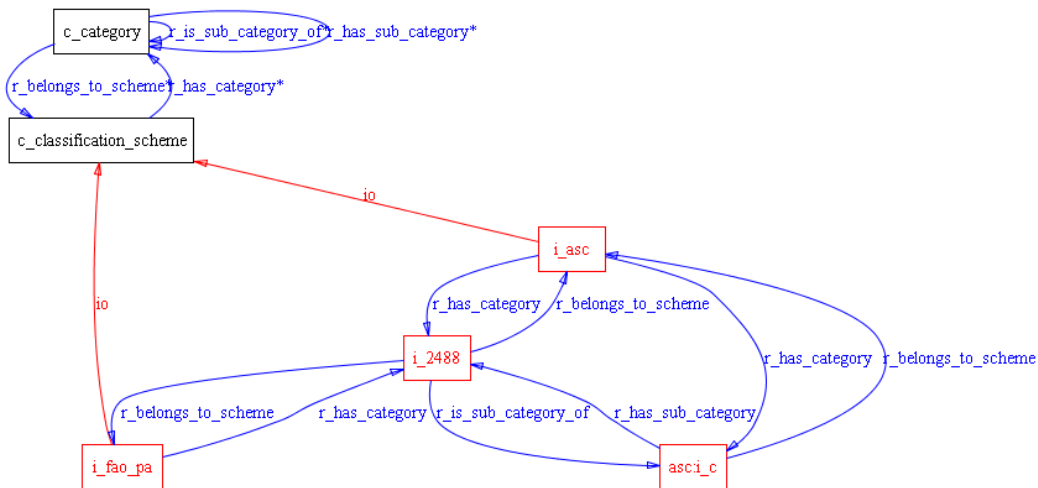 c_category
r_is_sub_category_of*
r_has_sub_category*
r_belongs_to_scheme*
r_has_category*
c_classification_scheme
io
i_asc
io
r_has_category
r_belongs_to_scheme
i_2488
r_has_category
r_belongs_to_scheme
r_belongs_to_scheme
r_has_category
r_is_sub_category_of
r_has_sub_category
i_fao_pa
asc:i_c